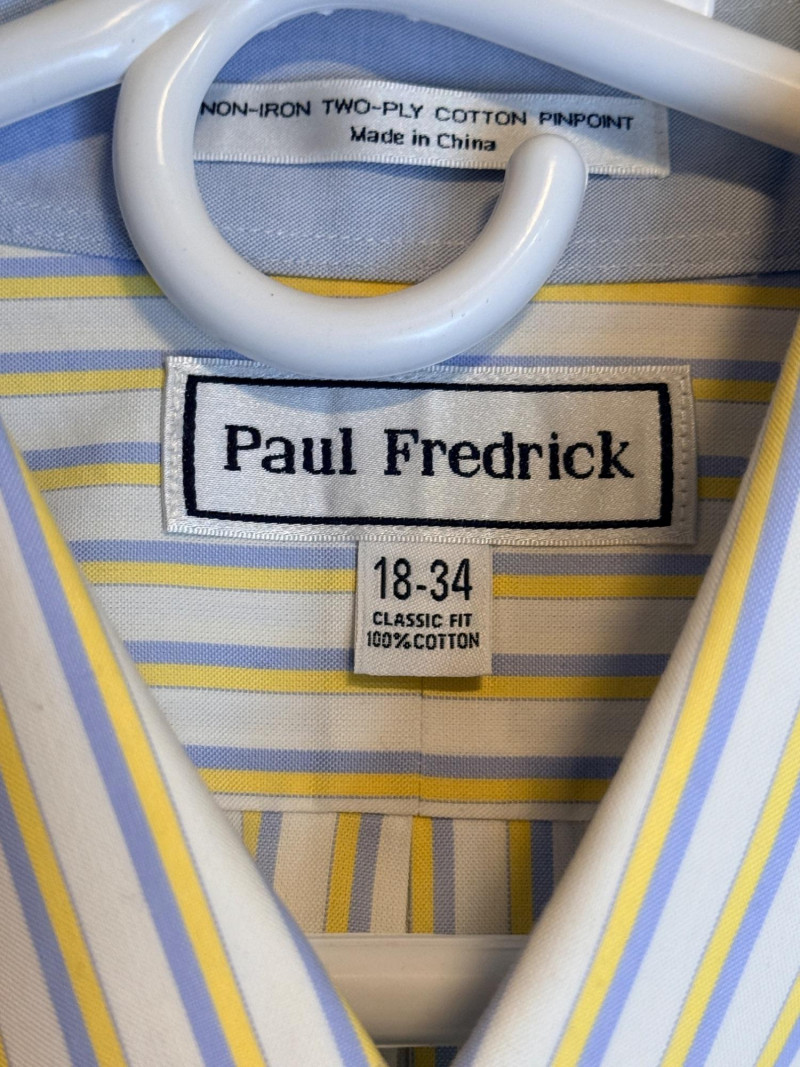 NON-IRON TWO-PLY COTTON PINPOINT
Made in China
Paul Fredrick
18-34
CLASSIC FIT
100%COTTON